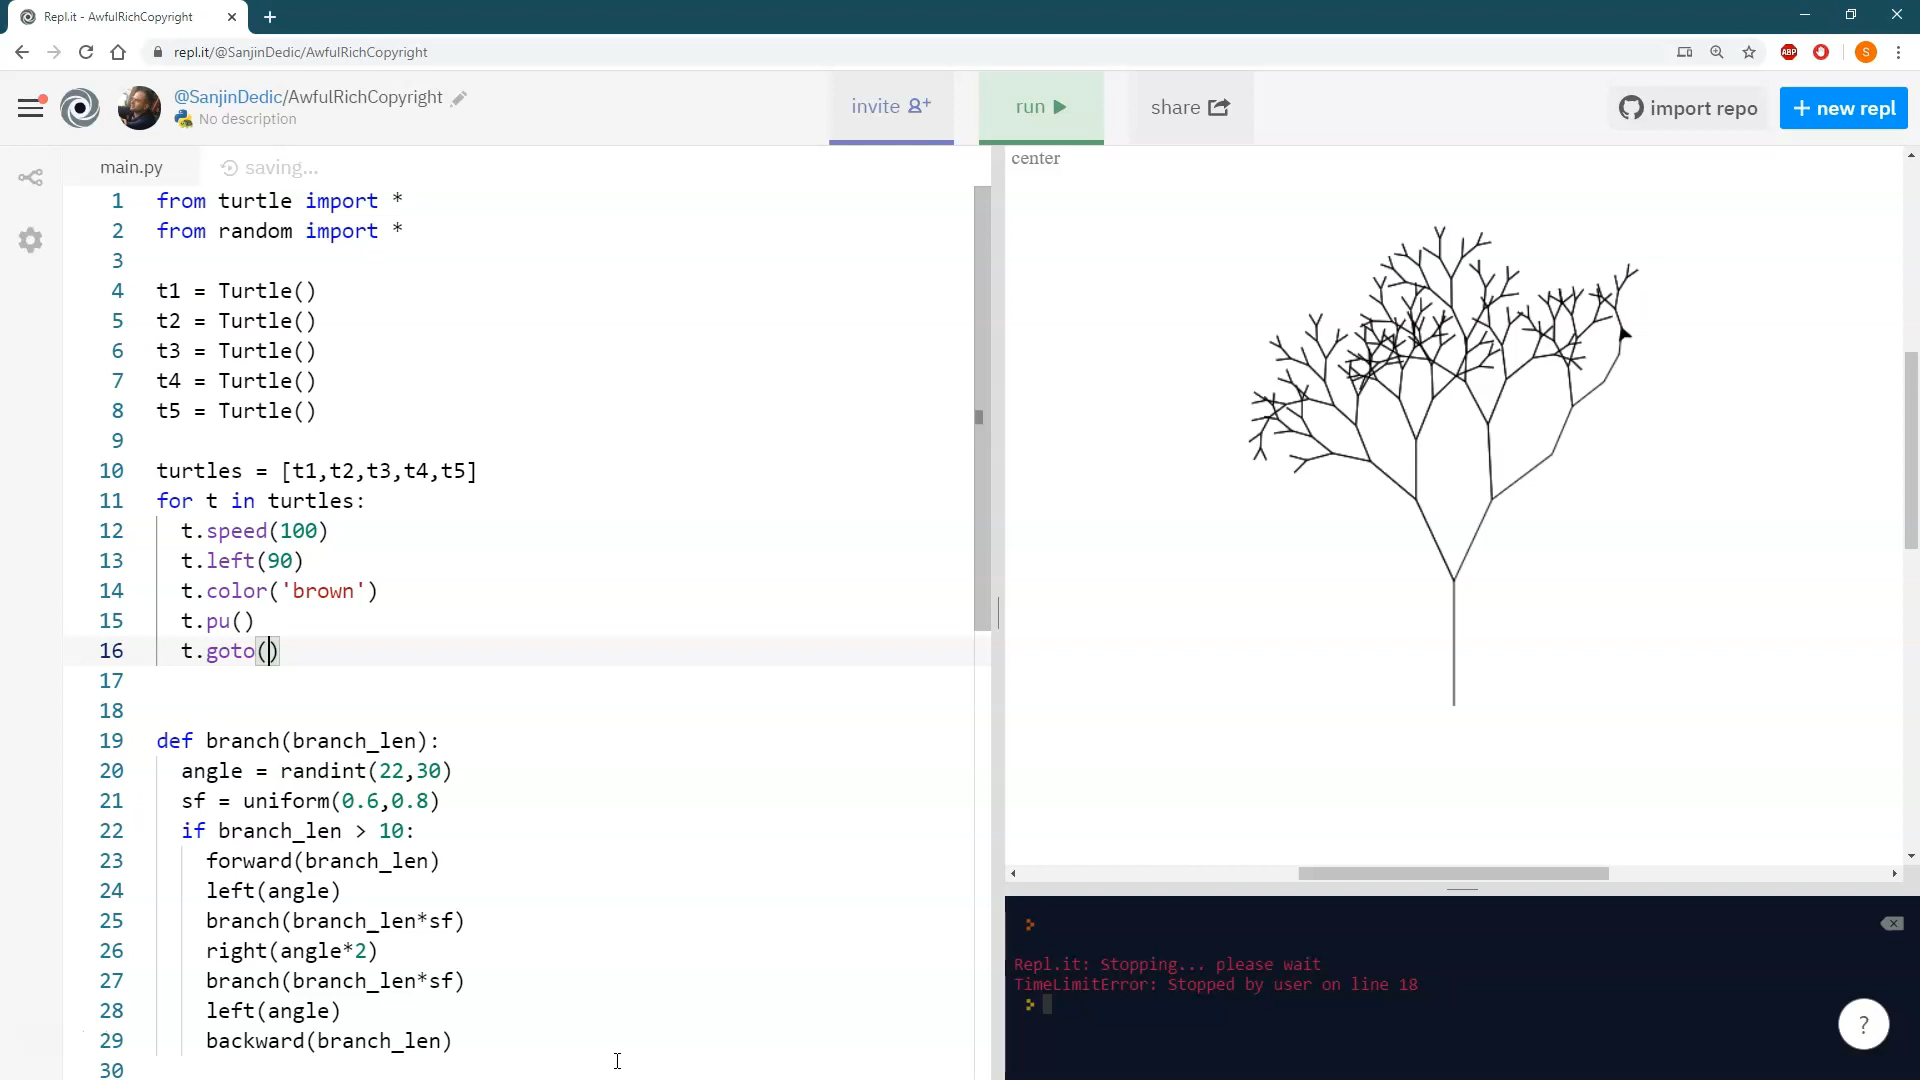 Repl.it - AwfulRichCopyright
repl.it/@SanjinDedic/AwfulRichCopyright
ABP
S
@SanjinDedic/AwfulRichCopyright
No description
invite
run
share
import repo
+ new repl
main.py
saving...
center
1 from turtle import *
2 from random import *
3
4 t1 = Turtle()
5 t2 = Turtle()
6 t3 = Turtle()
7 t4 = Turtle()
8 t5 = Turtle()
9
10 turtles = [t1,t2,t3,t4,t5]
11 for t in turtles:
12 t.speed(100)
13 t.left(90)
14 t.color('brown')
15 t.pu()
16 t.goto()
17
18
19 def branch(branch_len):
20 angle = randint(22,30)
21 sf = uniform(0.6,0.8)
22 if branch_len > 10:
23 forward(branch_len)
24 left(angle)
25 branch(branch_len*sf)
26 right(angle*2)
27 branch(branch_len*sf)
28 left(angle)
29 backward(branch_len)
30
Repl.it: Stopping... please wait
TimeLimitError: Stopped by user on line 18
?